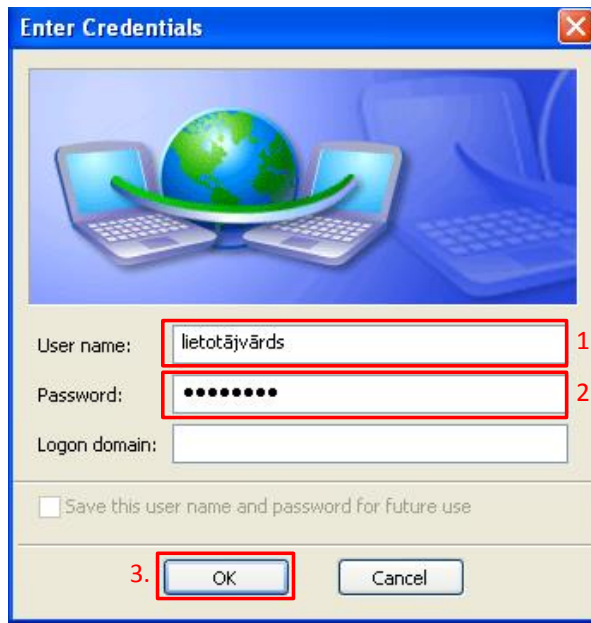 Enter Credentials
User name: lietotājvārds 1
Password: ●●●●●●●● 2
Logon domain:
Save this user name and password for future use
3. OK Cancel